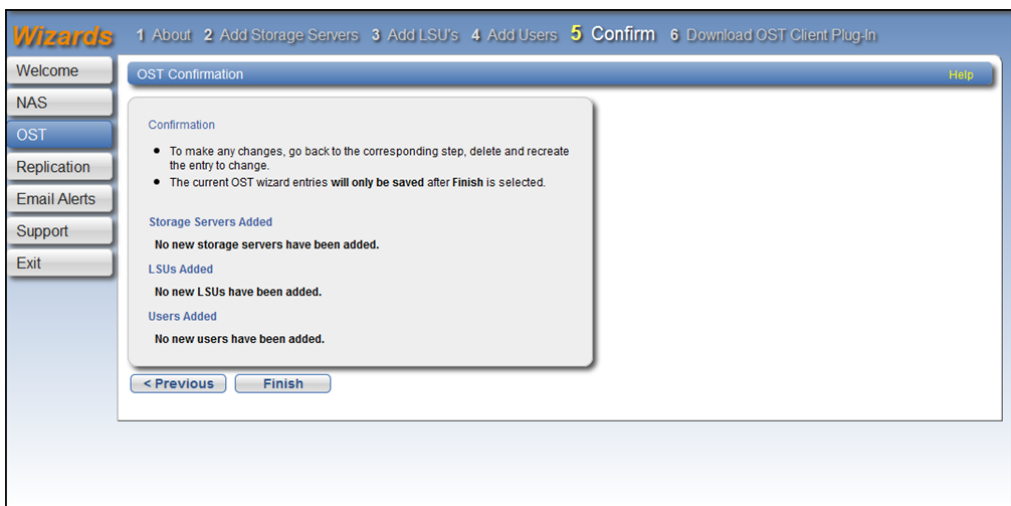 Wizards 1 About 2 Add Storage Servers 3 Add LSU's 4 Add Users 5 Confirm 6 Download OST Client Plug-In
Welcome
NAS
OST
Replication
Email Alerts
Support
Exit
OST Confirmation Help
Confirmation
• To make any changes, go back to the corresponding step, delete and recreate
the entry to change.
• The current OST wizard entries will only be saved after Finish is selected.
Storage Servers Added
No new storage servers have been added.
LSUs Added
No new LSUs have been added.
Users Added
No new users have been added.
< Previous Finish